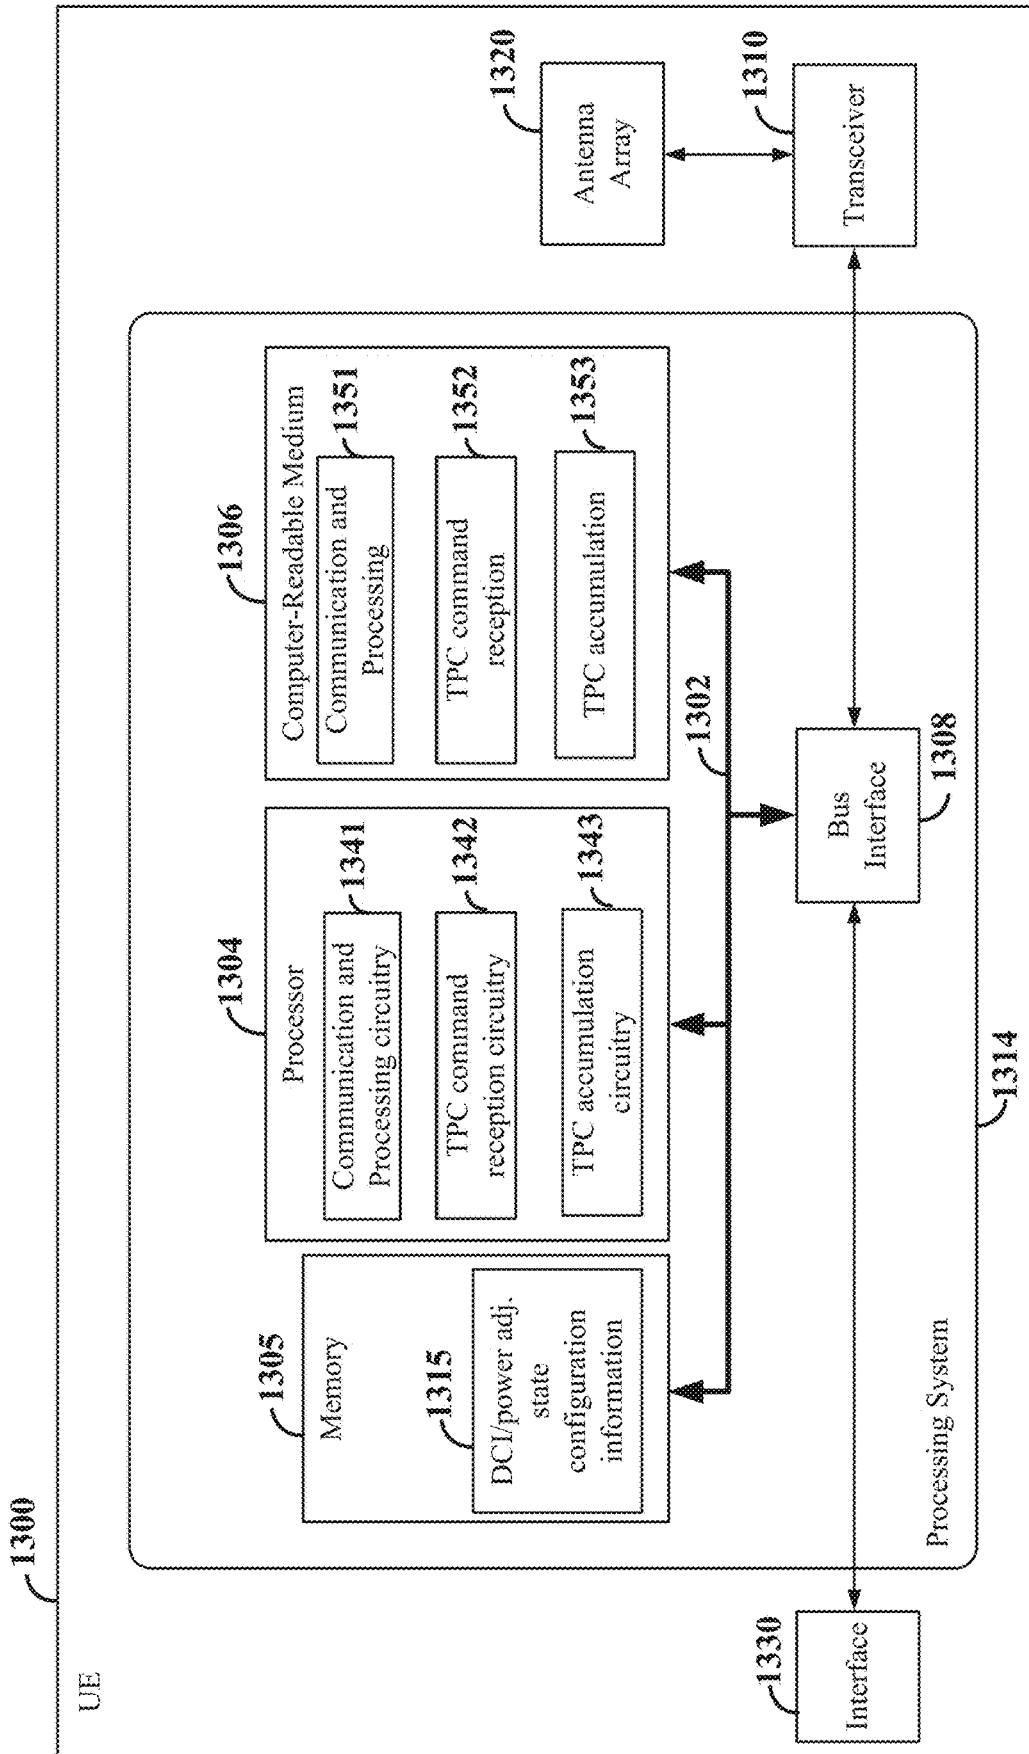 1300
UE
1305
Memory
1315
DCI/power adj.
state
configuration
information
1304
Processor
1341
Communication and
Processing circuitry
1342
TPC command
reception circuitry
1343
TPC accumulation
circuitry
1306
Computer-Readable Medium
1351
Communication and
Processing
1352
TPC command
reception
1353
TPC accumulation
1302
1320
Antenna
Array
1330
Interface
Processing System
1314
Bus
Interface
1308
1310
Transceiver